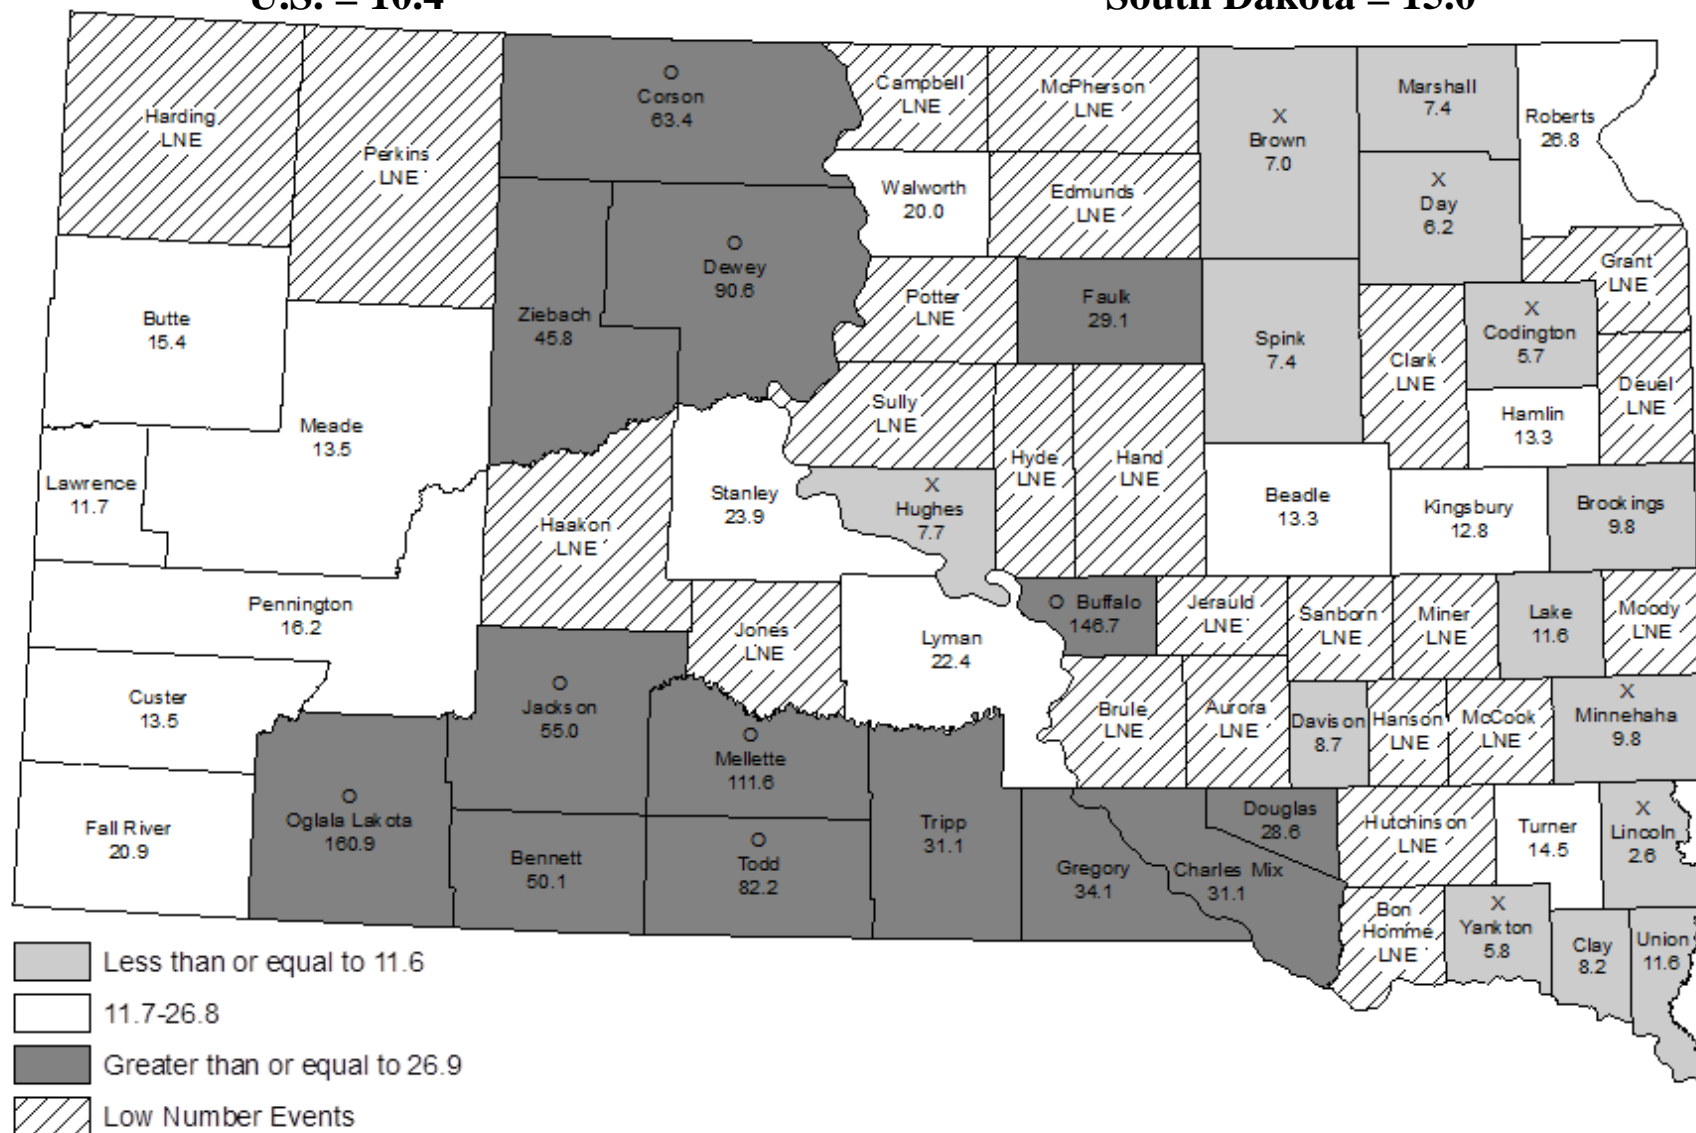 U.S. = 10.4
South Dakota = 15.0
Harding
LNE
Perkins
LNE
O
Corson
63.4
Campbell
LNE
McPherson
LNE
X
Brown
7.0
Marshall
7.4
Roberts
26.8
Walworth
20.0
Edmunds
LNE
X
Day
6.2
Grant
LNE
Butte
15.4
Ziebach
45.8
O
Dewey
90.6
Potter
LNE
Faulk
29.1
Spink
7.4
Clark
LNE
X
Codington
5.7
Deuel
LNE
Hamlin
13.3
Meade
13.5
Lawrence
11.7
Sully
LNE
Hyde
LNE
Hand
LNE
Haakon
LNE
Stanley
23.9
X
Hughes
7.7
Beadle
13.3
Kingsbury
12.8
Brookings
9.8
Pennington
16.2
Jones
LNE
Lyman
22.4
O Buffalo
146.7
Jerauld
LNE
Sanborn
LNE
Miner
LNE
Lake
11.6
Moody
LNE
Custer
13.5
O
Jackson
55.0
O
Mellette
111.6
Brule
LNE
Aurora
LNE
Davison
8.7
Hanson
LNE
McCook
LNE
X
Minnehaha
9.8
Fall River
20.9
O
Oglala Lakota
160.9
Bennett
50.1
O
Todd
82.2
Tripp
31.1
Gregory
34.1
Charles Mix
31.1
Douglas
28.6
Hutchinson
LNE
Turner
14.5
X
Lincoln
2.6
Bon
Homme
LNE
X
Yankton
5.8
Clay
8.2
Union
11.6
Less than or equal to 11.6
11.7-26.8
Greater than or equal to 26.9
Low Number Events